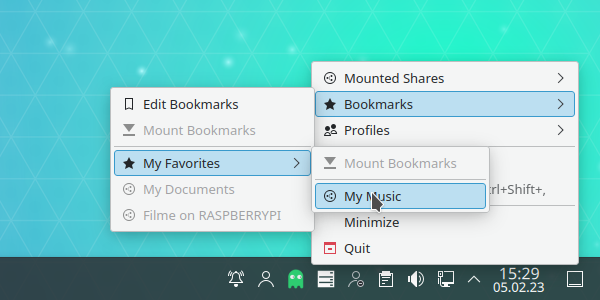 Mounted Shares
Bookmarks
Profiles
Edit Bookmarks
Mount Bookmarks
My Favorites
My Documents
Filme on RASPBERRYPI
Mount Bookmarks
My Music
trl+Shift+,
Minimize
Quit
15:29
05.02.23